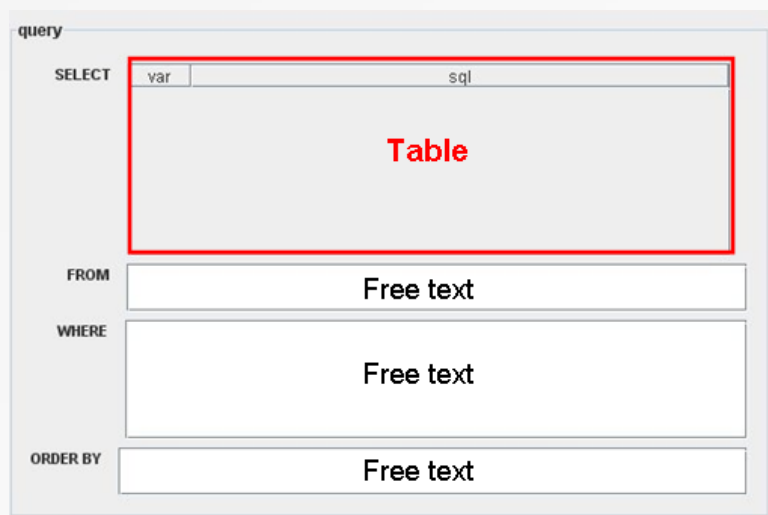 query
SELECT
var sql
Table
FROM
Free text
WHERE
Free text
ORDER BY
Free text